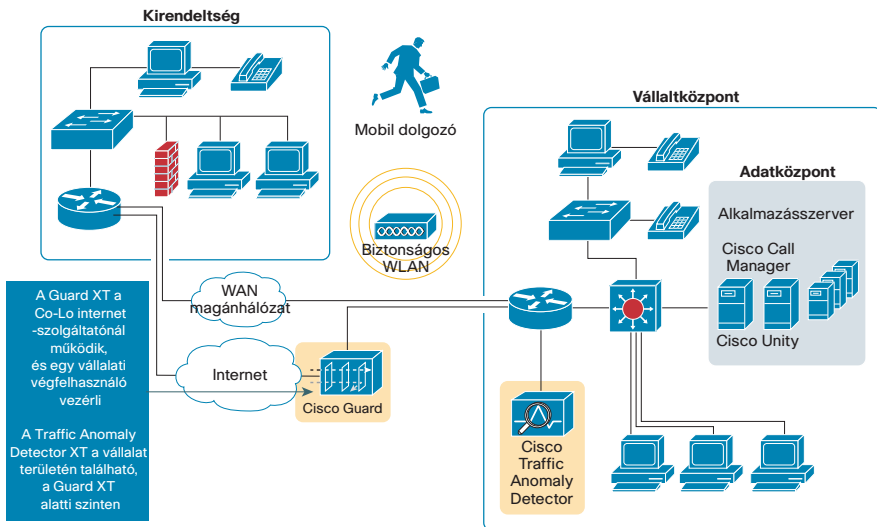 Kirendeltség
Mobil dolgozó
Vállaltközpont
Adatközpont
Alkalmazásszerver
Cisco Call
Manager
Cisco Unity
Biztonságos
WLAN
WAN
magánhálózat
Internet
Cisco Guard
Cisco
Traffic
Anomaly
Detector
A Guard XT a
Co-Lo internet
-szolgáltatónál
működik,
és egy vállalati
végfelhasználó
vezérli
A Traffic Anomaly
Detector XT a vállalat
területén található,
a Guard XT
alatti szinten